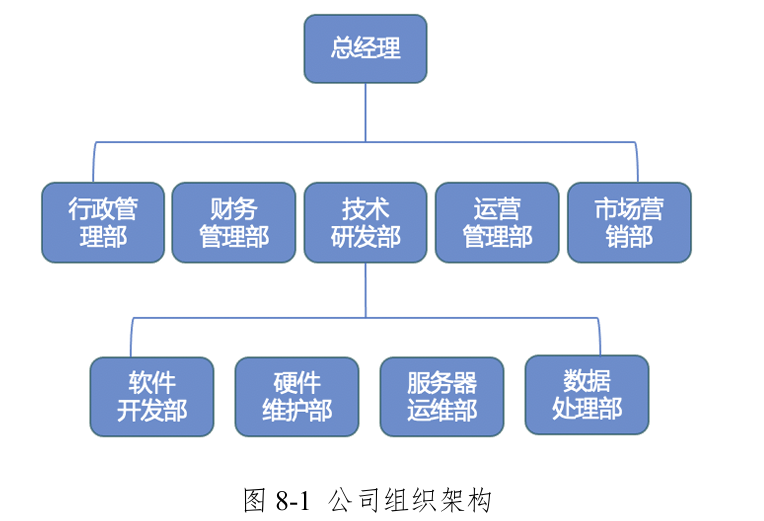 总经理
行政管
理部
财务
管理部
技术
研发部
运营
管理部
市场营
销部
软件
开发部
硬件
维护部
服务器
运维部
数据
处理部
图 8-1 公司组织架构